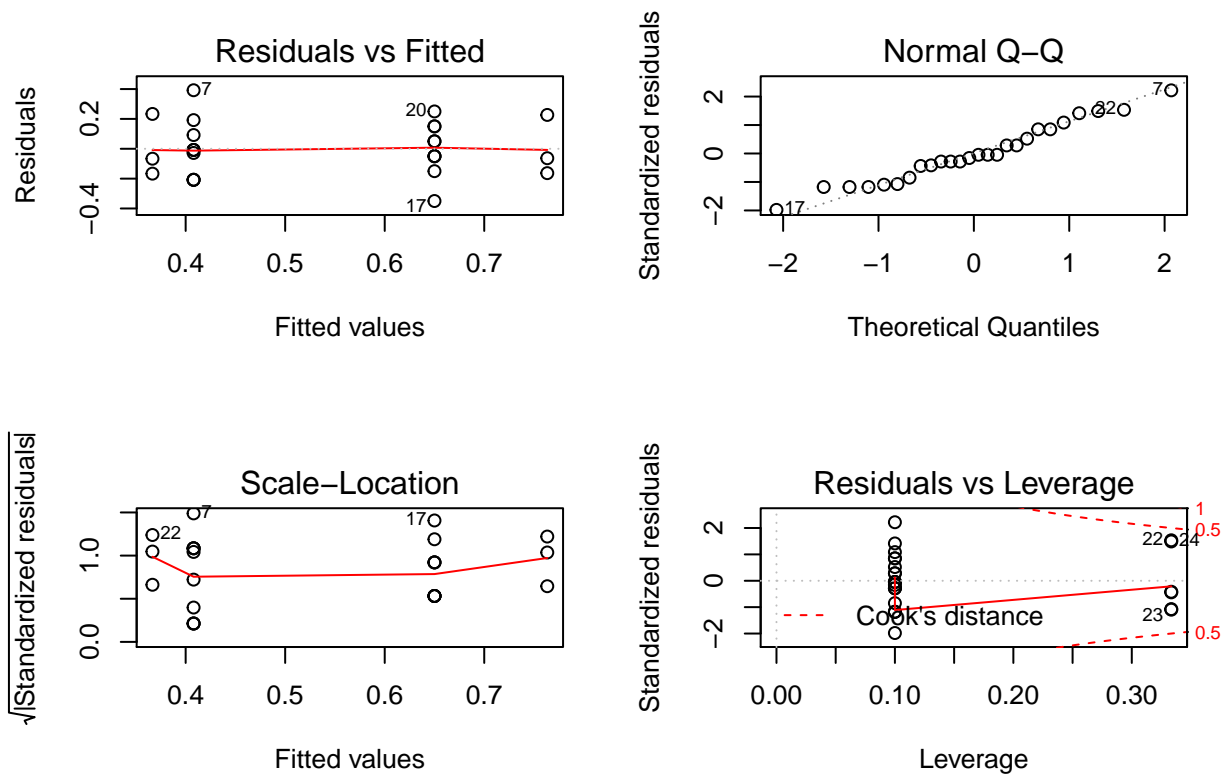 Residuals vs Fitted
Residuals
0.2
−0.4
7
20
17
0.4 0.5 0.6 0.7
Fitted values
Normal Q−Q
Standardized residuals
2
0
−2
7
22
17
−2 −1 0 1 2
Theoretical Quantiles
Scale−Location
√|Standardized residuals|
1.0
0.0
7
22
17
0.4 0.5 0.6 0.7
Fitted values
Residuals vs Leverage
Standardized residuals
2
0
−2
1
0.5
22 24
23
0.5
Cook's distance
0.00 0.10 0.20 0.30
Leverage